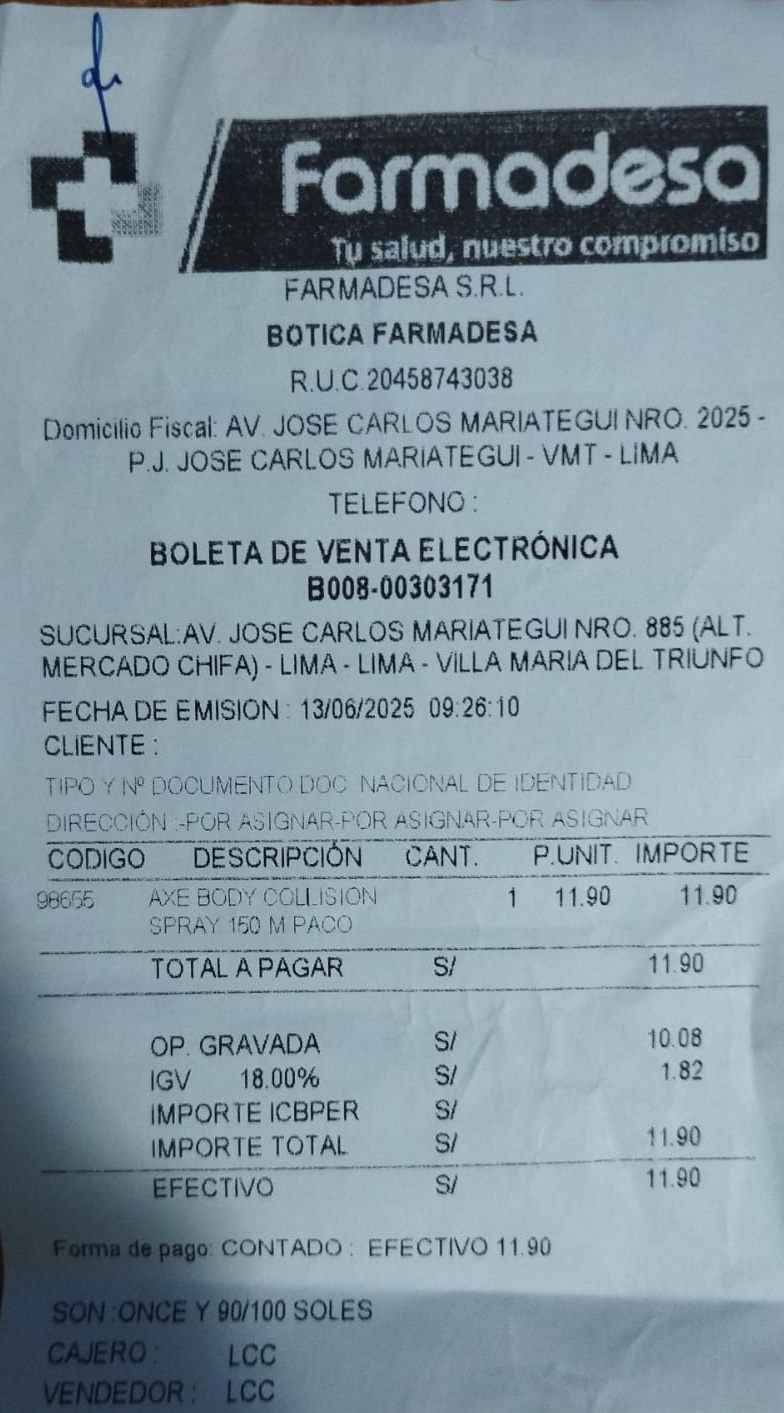 Farmadesa
Tu salud, nuestro compromiso
FARMADESA S.R.L.
BOTICA FARMADESA
R.U.C.20458743038
Domicilio Fiscal: AV. JOSE CARLOS MARIATEGUI NRO. 2025 -
P.J. JOSE CARLOS MARIATEGUI - VMT - LIMA
TELEFONO :
BOLETA DE VENTA ELECTRÓNICA
B008-00303171
SUCURSAL:AV. JOSE CARLOS MARIATEGUI NRO. 885 (ALT.
MERCADO CHIFA) - LIMA - LIMA - VILLA MARIA DEL TRIUNFO
FECHA DE EMISION : 13/06/2025 09:26:10
CLIENTE :
TIPO Y Nº DOCUMENTO DOC. NACIONAL DE IDENTIDAD
DIRECCIÓN :-POR ASIGNAR-POR ASIGNAR-POR ASIGNAR
CODIGO DESCRIPCIÓN CANT. P.UNIT. IMPORTE
98655 AXE BODY COLLISION 1 11.90 11.90
SPRAY 150 M PACO
TOTAL A PAGAR S/ 11.90
OP. GRAVADA S/ 10.08
IGV 18.00% S/ 1.82
IMPORTE ICBPER S/
IMPORTE TOTAL S/ 11.90
EFECTIVO S/ 11.90
Forma de pago: CONTADO : EFECTIVO 11.90
SON :ONCE Y 90/100 SOLES
CAJERO : LCC
VENDEDOR : LCC